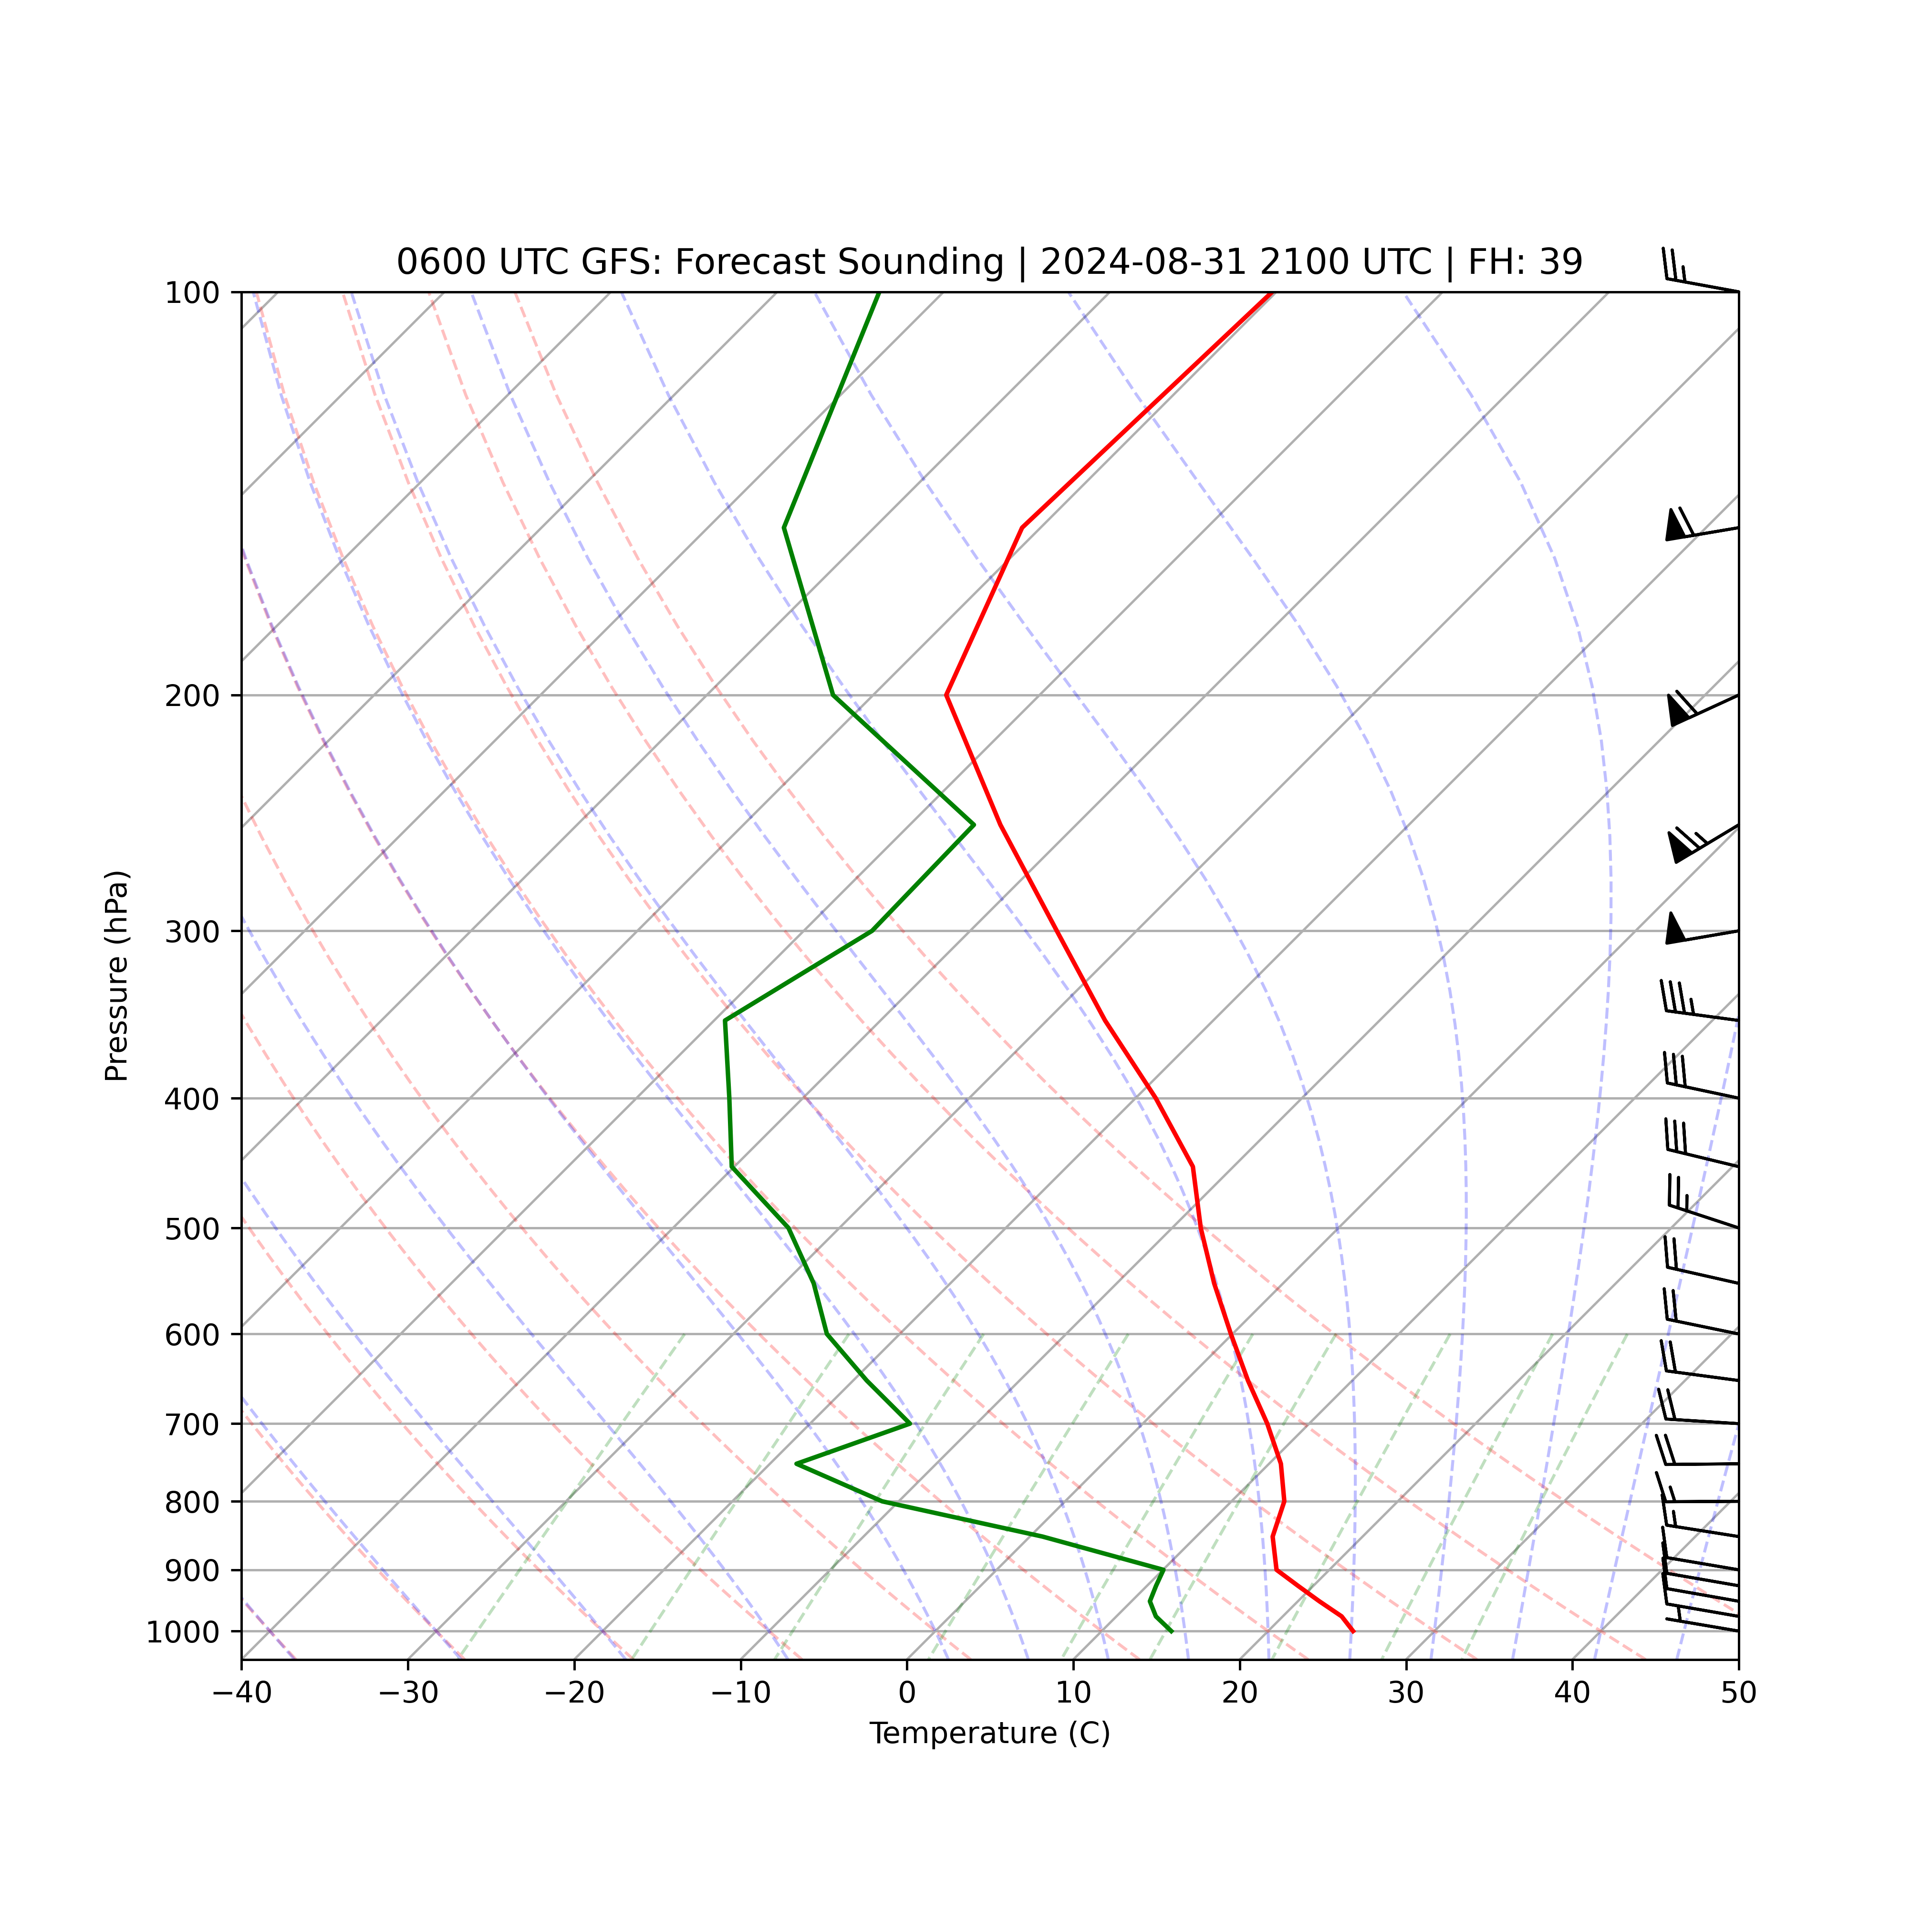 0600 UTC GFS: Forecast Sounding | 2024-08-31 2100 UTC | FH: 39
100
200
300
400
500
600
700
800
900
1000
Pressure (hPa)
−40 −30 −20 −10 0 10 20 30 40 50
Temperature (C)